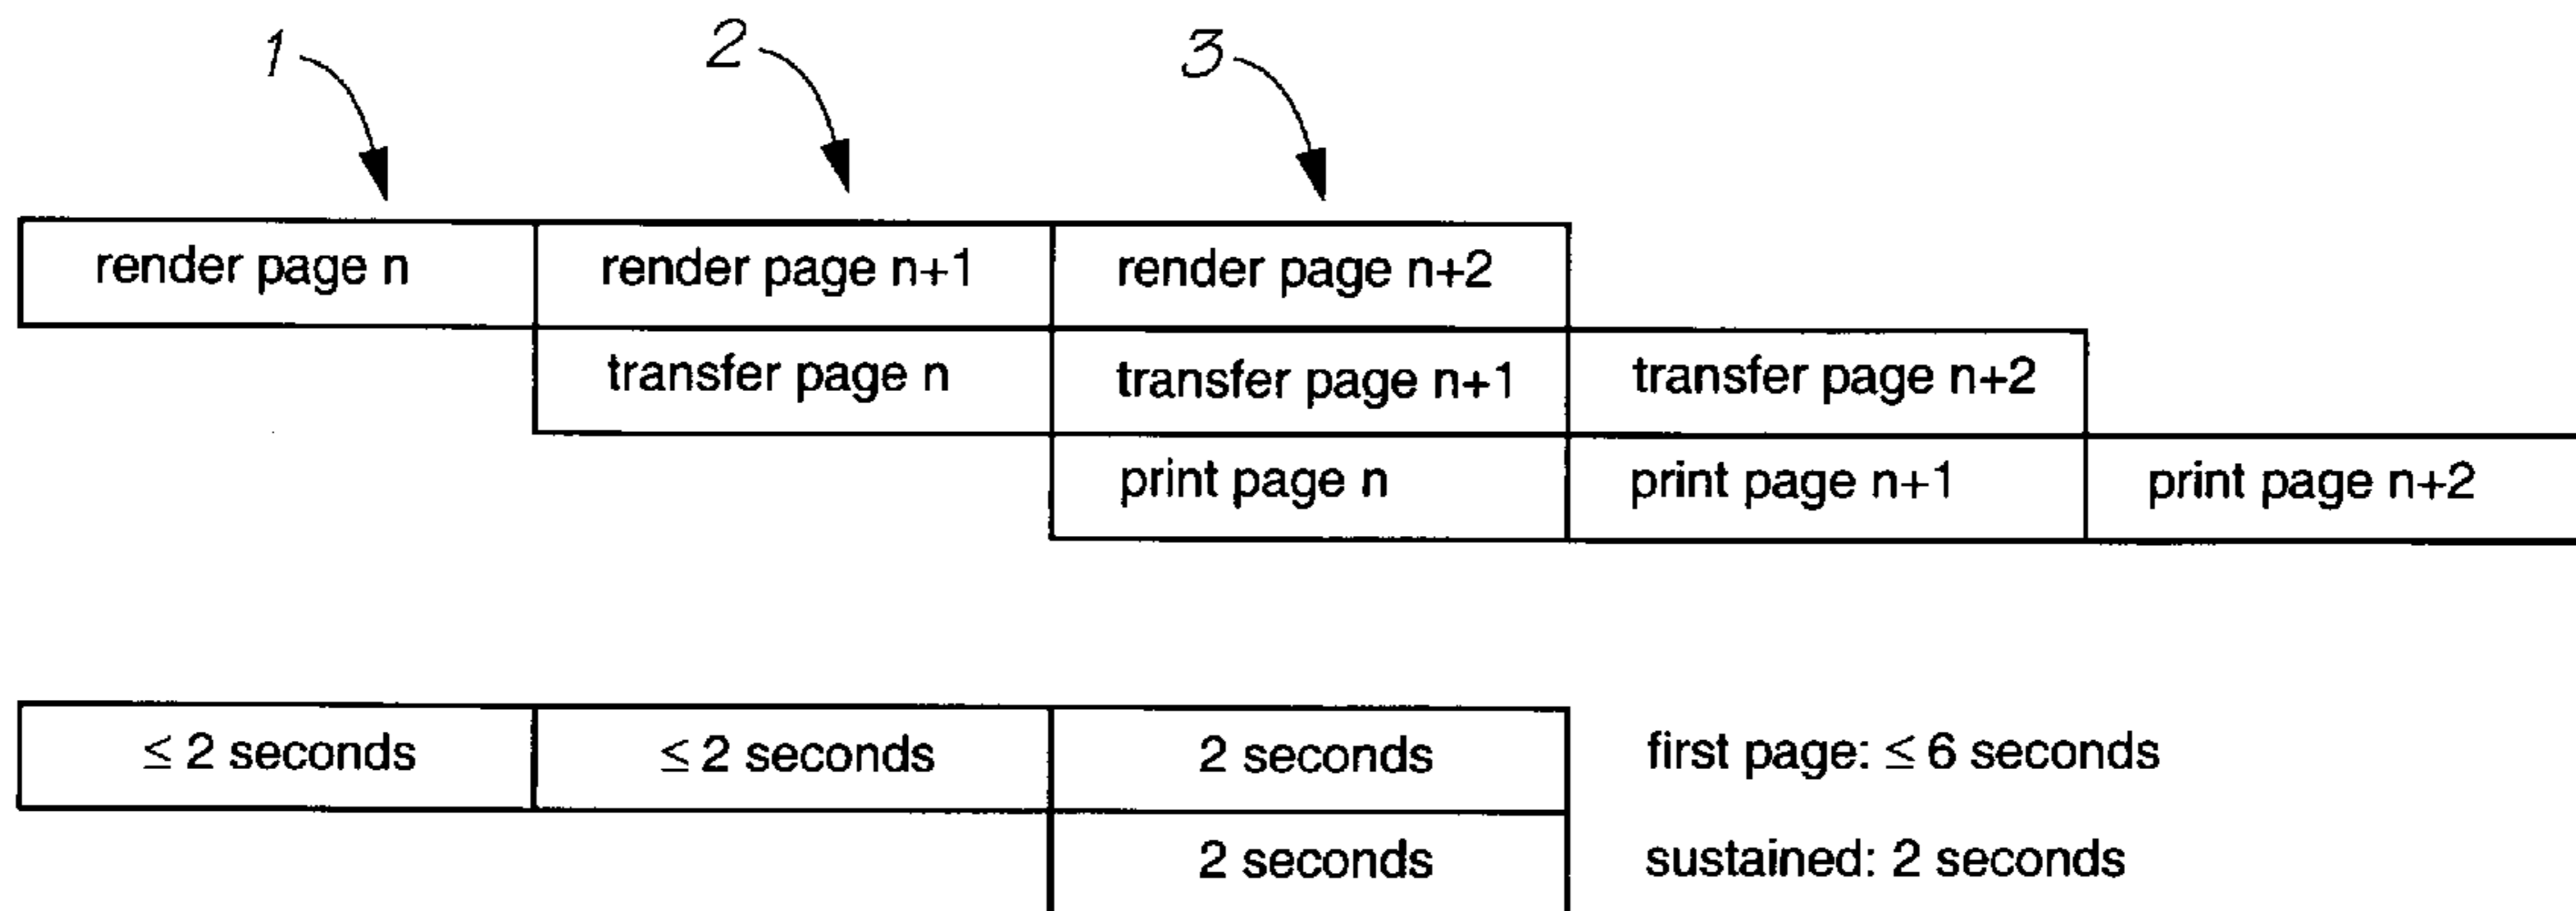 1 2 3
render page n render page n+1 render page n+2
transfer page n transfer page n+1 transfer page n+2
print page n print page n+1 print page n+2
≤ 2 seconds ≤ 2 seconds 2 seconds first page: ≤ 6 seconds
2 seconds sustained: 2 seconds